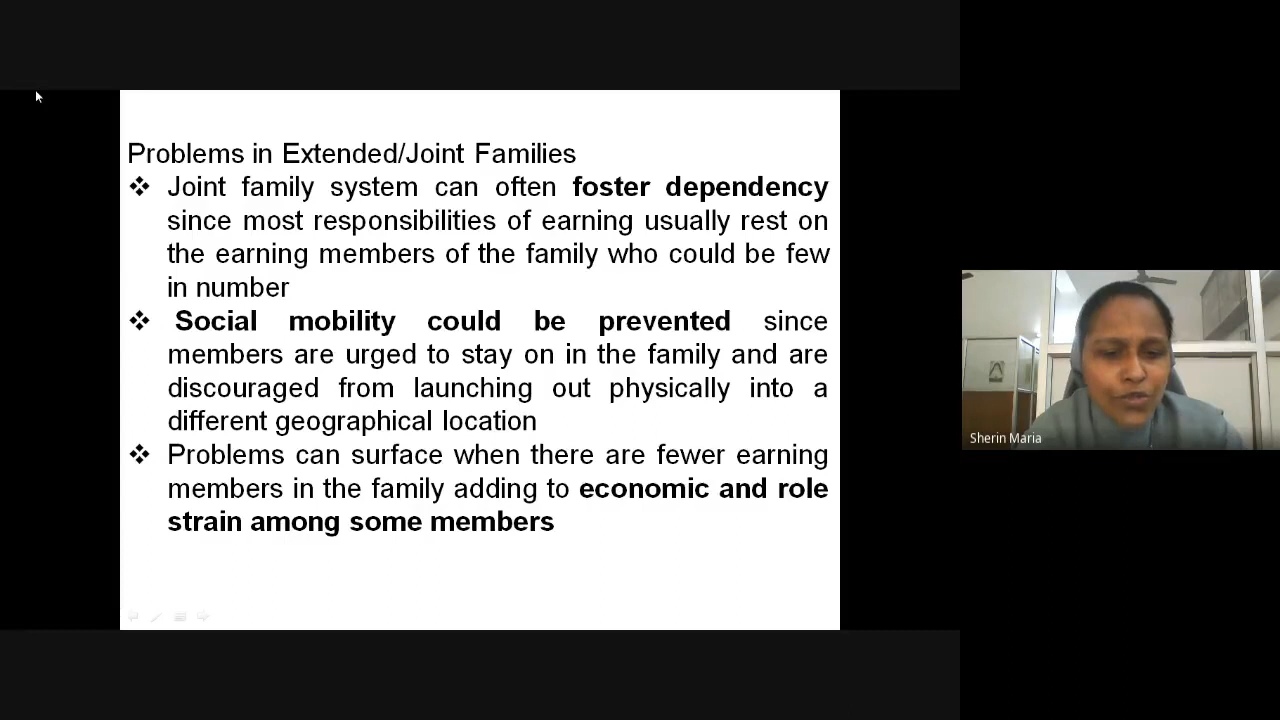 Problems in Extended/Joint Families
❖ Joint family system can often foster dependency
since most responsibilities of earning usually rest on
the earning members of the family who could be few
in number
❖ Social mobility could be prevented since
members are urged to stay on in the family and are
discouraged from launching out physically into a
different geographical location
❖ Problems can surface when there are fewer earning
members in the family adding to economic and role
strain among some members
Sherin Maria